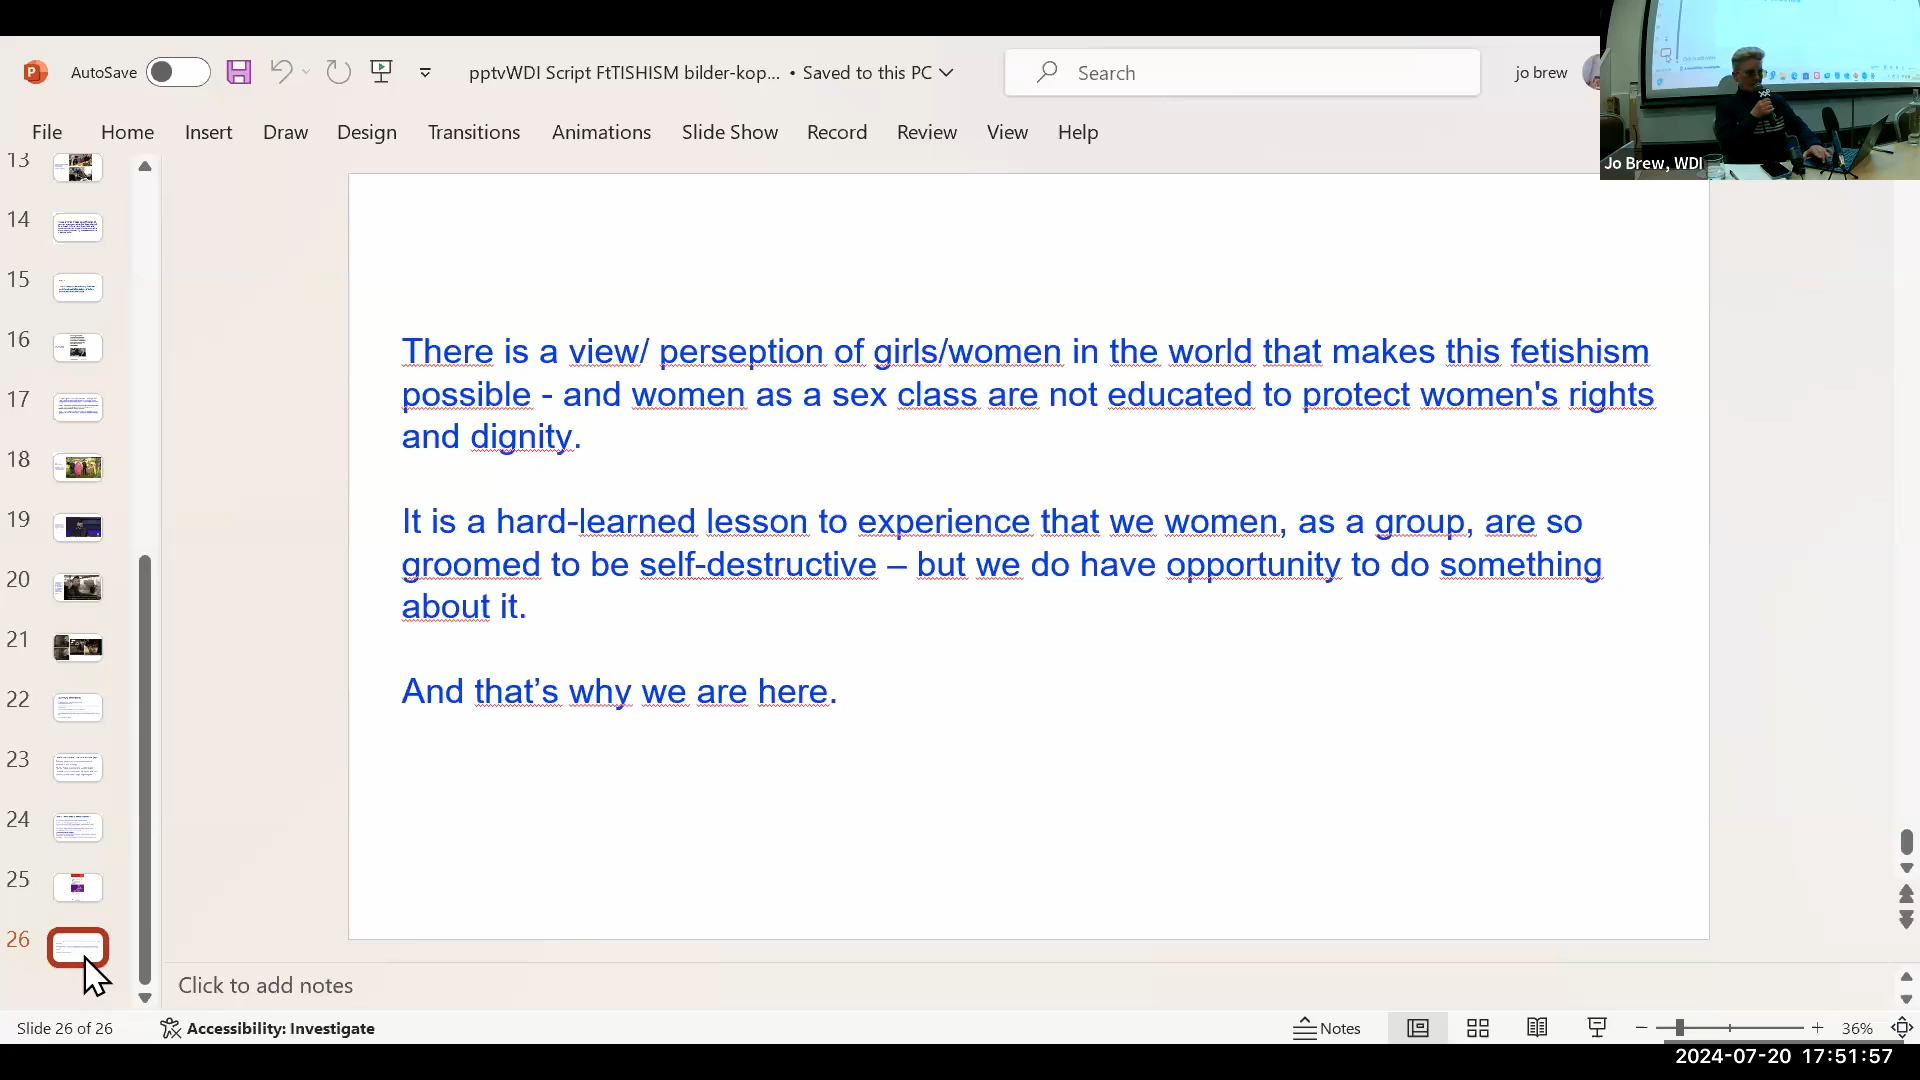 AutoSave
pptvWDI Script FtTISHISM bilder-kop... • Saved to this PC
Search
jo brew
File Home Insert Draw Design Transitions Animations Slide Show Record Review View Help
Jo Brew, WDI
13
14
15
16
17
18
19
20
21
22
23
24
25
26
There is a view/ perseption of girls/women in the world that makes this fetishism
possible - and women as a sex class are not educated to protect women's rights
and dignity.
It is a hard-learned lesson to experience that we women, as a group, are so
groomed to be self-destructive – but we do have opportunity to do something
about it.
And that’s why we are here.
Click to add notes
Slide 26 of 26
Accessibility: Investigate
Notes
36%
2024-07-20 17:51:57